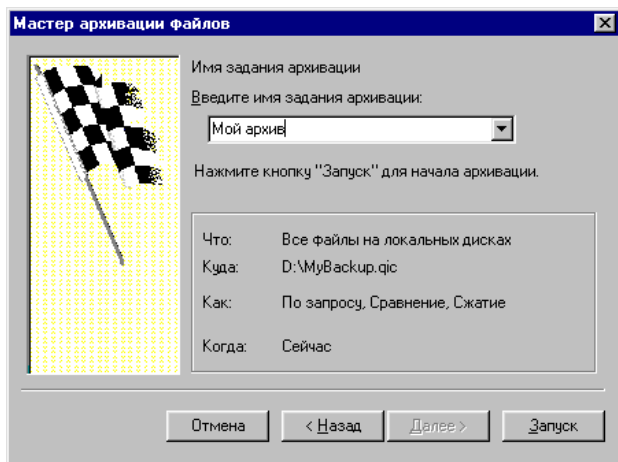 Мастер архивации файлов
Имя задания архивации
Введите имя задания архивации:
Мой архив
Нажмите кнопку "Запуск" для начала архивации.
Что: Все файлы на локальных дисках
Куда: D:\MyBackup.qic
Как: По запросу, Сравнение, Сжатие
Когда: Сейчас
Отмена < Назад Далее > Запуск